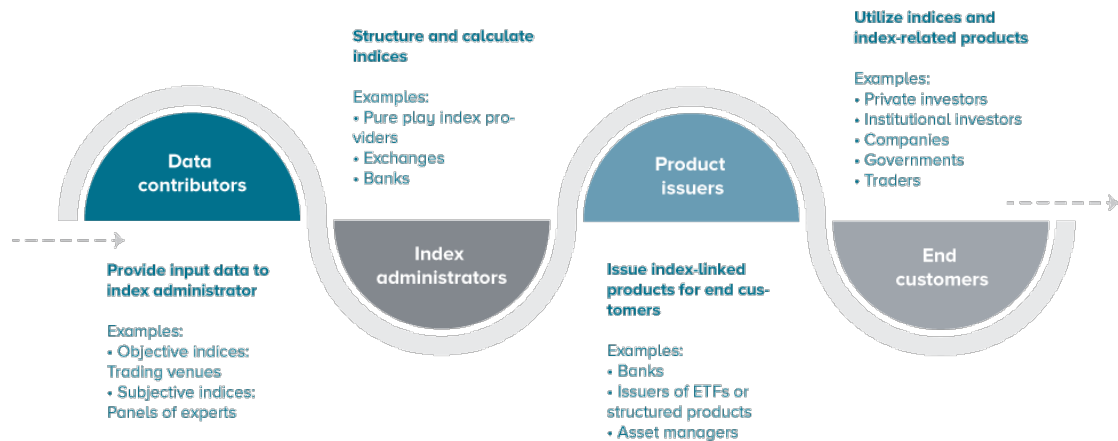 Data
contributors
Provide input data to
index administrator
Examples:
• Objective indices:
Trading venues
• Subjective indices:
Panels of experts
Structure and calculate
indices
Examples:
• Pure play index pro-
viders
• Exchanges
• Banks
Index
administrators
Product
issuers
Issue index-linked
products for end cus-
tomers
Examples:
• Banks
• Issuers of ETFs or
structured products
• Asset managers
Utilize indices and
index-related products
Examples:
• Private investors
• Institutional investors
• Companies
• Governments
• Traders
End
customers